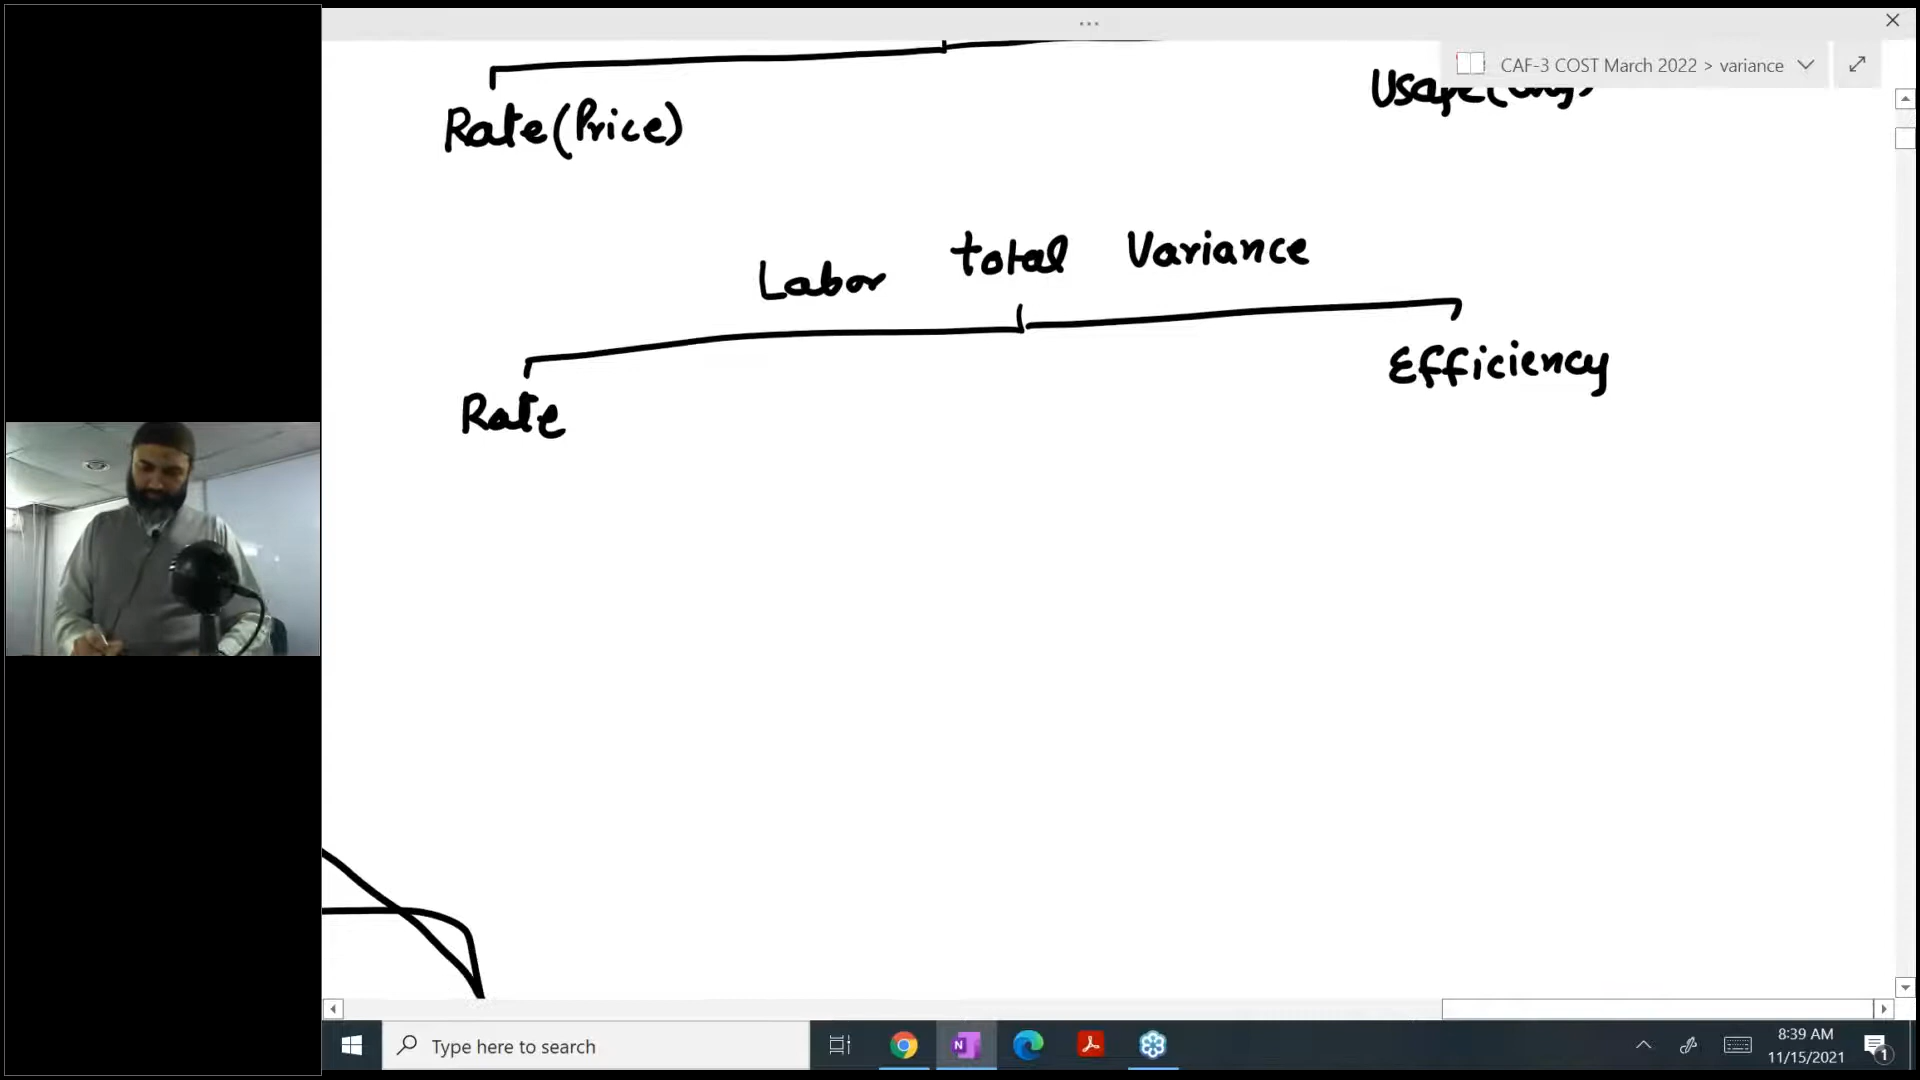 CAF-3 COST March 2022 > variance
Rate(Price)
Labor total Variance
Rate
Efficiency
Type here to search
8:39 AM
11/15/2021
1